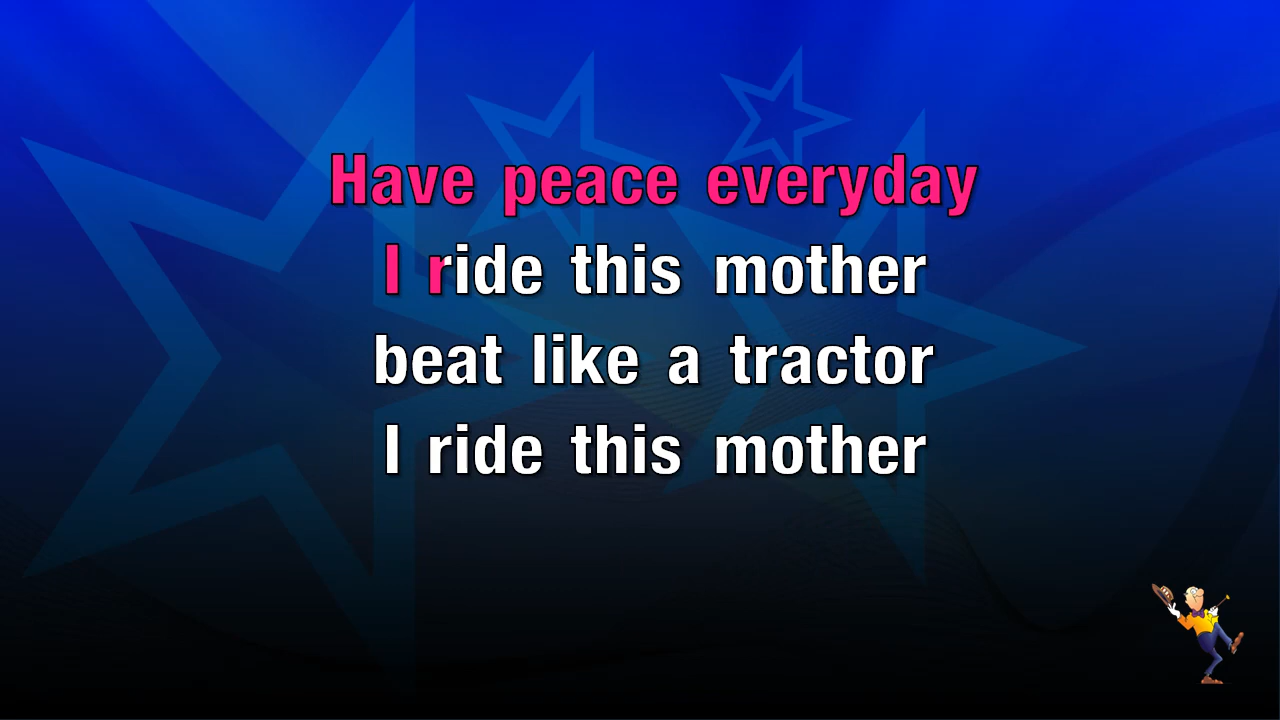 Have peace everyday
I ride this mother
beat like a tractor
I ride this mother